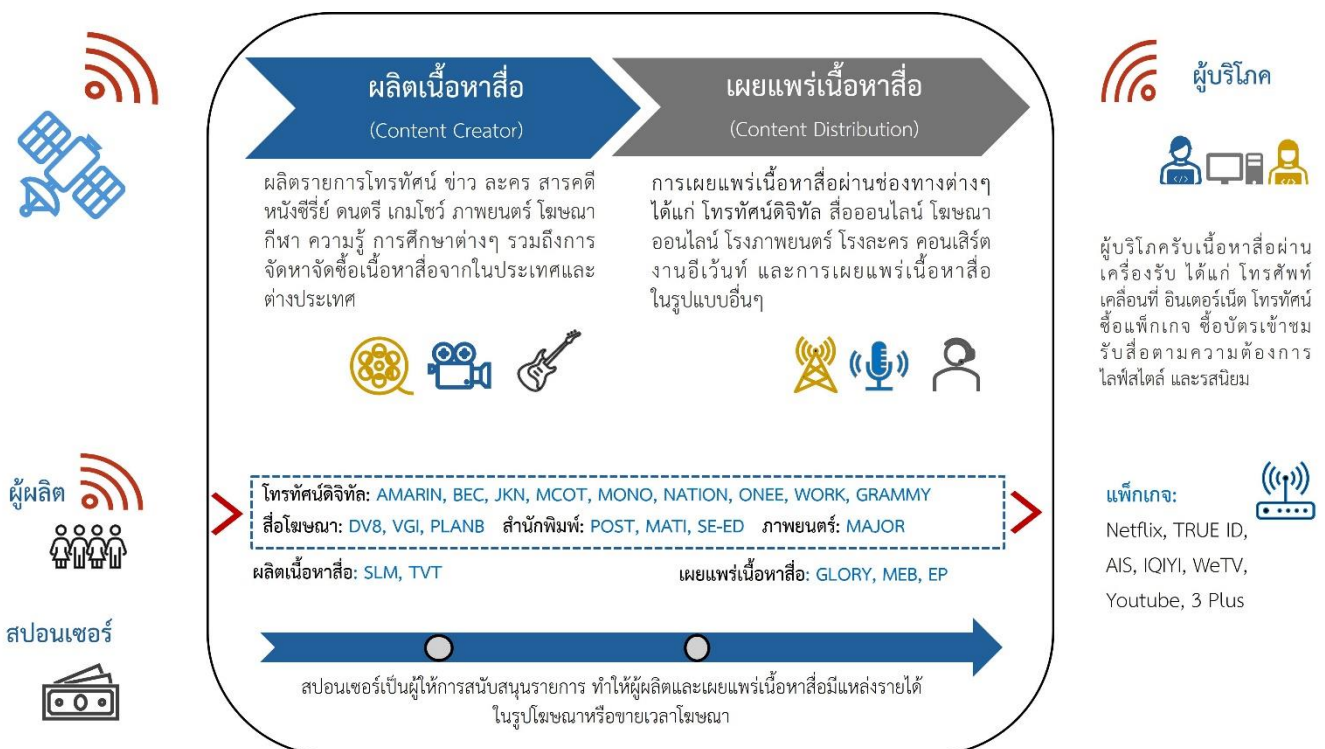 ผลิตเนื้อหาสื่อ
(Content Creator)
ผลิตรายการโทรทัศน์ ข่าว ละคร สารคดี
หนังซีรี่ย์ ดนตรี เกมโชว์ ภาพยนตร์ โฆษณา
กีฬา ความรู้ การศึกษาต่างๆ รวมถึงการ
จัดหาจัดซื้อเนื้อหาสื่อจากในประเทศและ
ต่างประเทศ
เผยแพร่เนื้อหาสื่อ
(Content Distribution)
การเผยแพร่เนื้อหาสื่อผ่านช่องทางต่างๆ
ได้แก่ โทรทัศน์ดิจิทัล สื่อออนไลน์ โฆษณา
ออนไลน์ โรงภาพยนตร์ โรงละคร คอนเสิร์ต
งานอีเว้นท์ และการเผยแพร่เนื้อหาสื่อ
ในรูปแบบอื่นๆ
ผู้บริโภค
ผู้บริโภครับเนื้อหาสื่อผ่าน
เครื่องรับ ได้แก่ โทรศัพท์
เคลื่อนที่ อินเตอร์เน็ต โทรทัศน์
ซื้อแพ็กเกจ ซื้อบัตรเข้าชม
รับสื่อตามความต้องการ
ไลฟ์สไตล์ และรสนิยม
ผู้ผลิต
โทรทัศน์ดิจิทัล: AMARIN, BEC, JKN, MCOT, MONO, NATION, ONEE, WORK, GRAMMY
สื่อโฆษณา: DV8, VGI, PLANB สำนักพิมพ์: POST, MATI, SE-ED ภาพยนตร์: MAJOR
ผลิตเนื้อหาสื่อ: SLM, TVT
เผยแพร่เนื้อหาสื่อ: GLORY, MEB, EP
แพ็กเกจ:
Netflix, TRUE ID,
AIS, IQIYI, WeTV,
Youtube, 3 Plus
สปอนเซอร์
สปอนเซอร์เป็นผู้ให้การสนับสนุนรายการ ทำให้ผู้ผลิตและเผยแพร่เนื้อหาสื่อมีแหล่งรายได้
ในรูปโฆษณาหรือขายเวลาโฆษณา